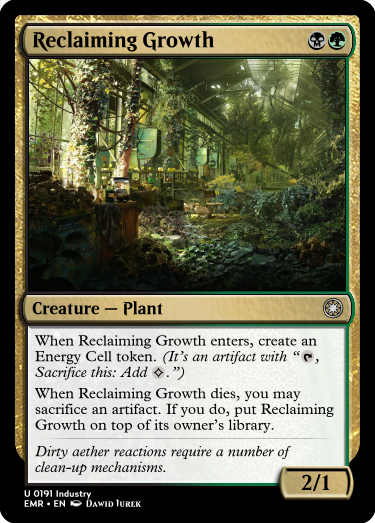 Reclaiming Growth
Creature — Plant
When Reclaiming Growth enters, create an
Energy Cell token. (It's an artifact with “,
Sacrifice this: Add .”)
When Reclaiming Growth dies, you may
sacrifice an artifact. If you do, put Reclaiming
Growth on top of its owner's library.
Dirty aether reactions require a number of
clean-up mechanisms.
2/1
U 0191 Industry
EMR • EN Dawid Jurek